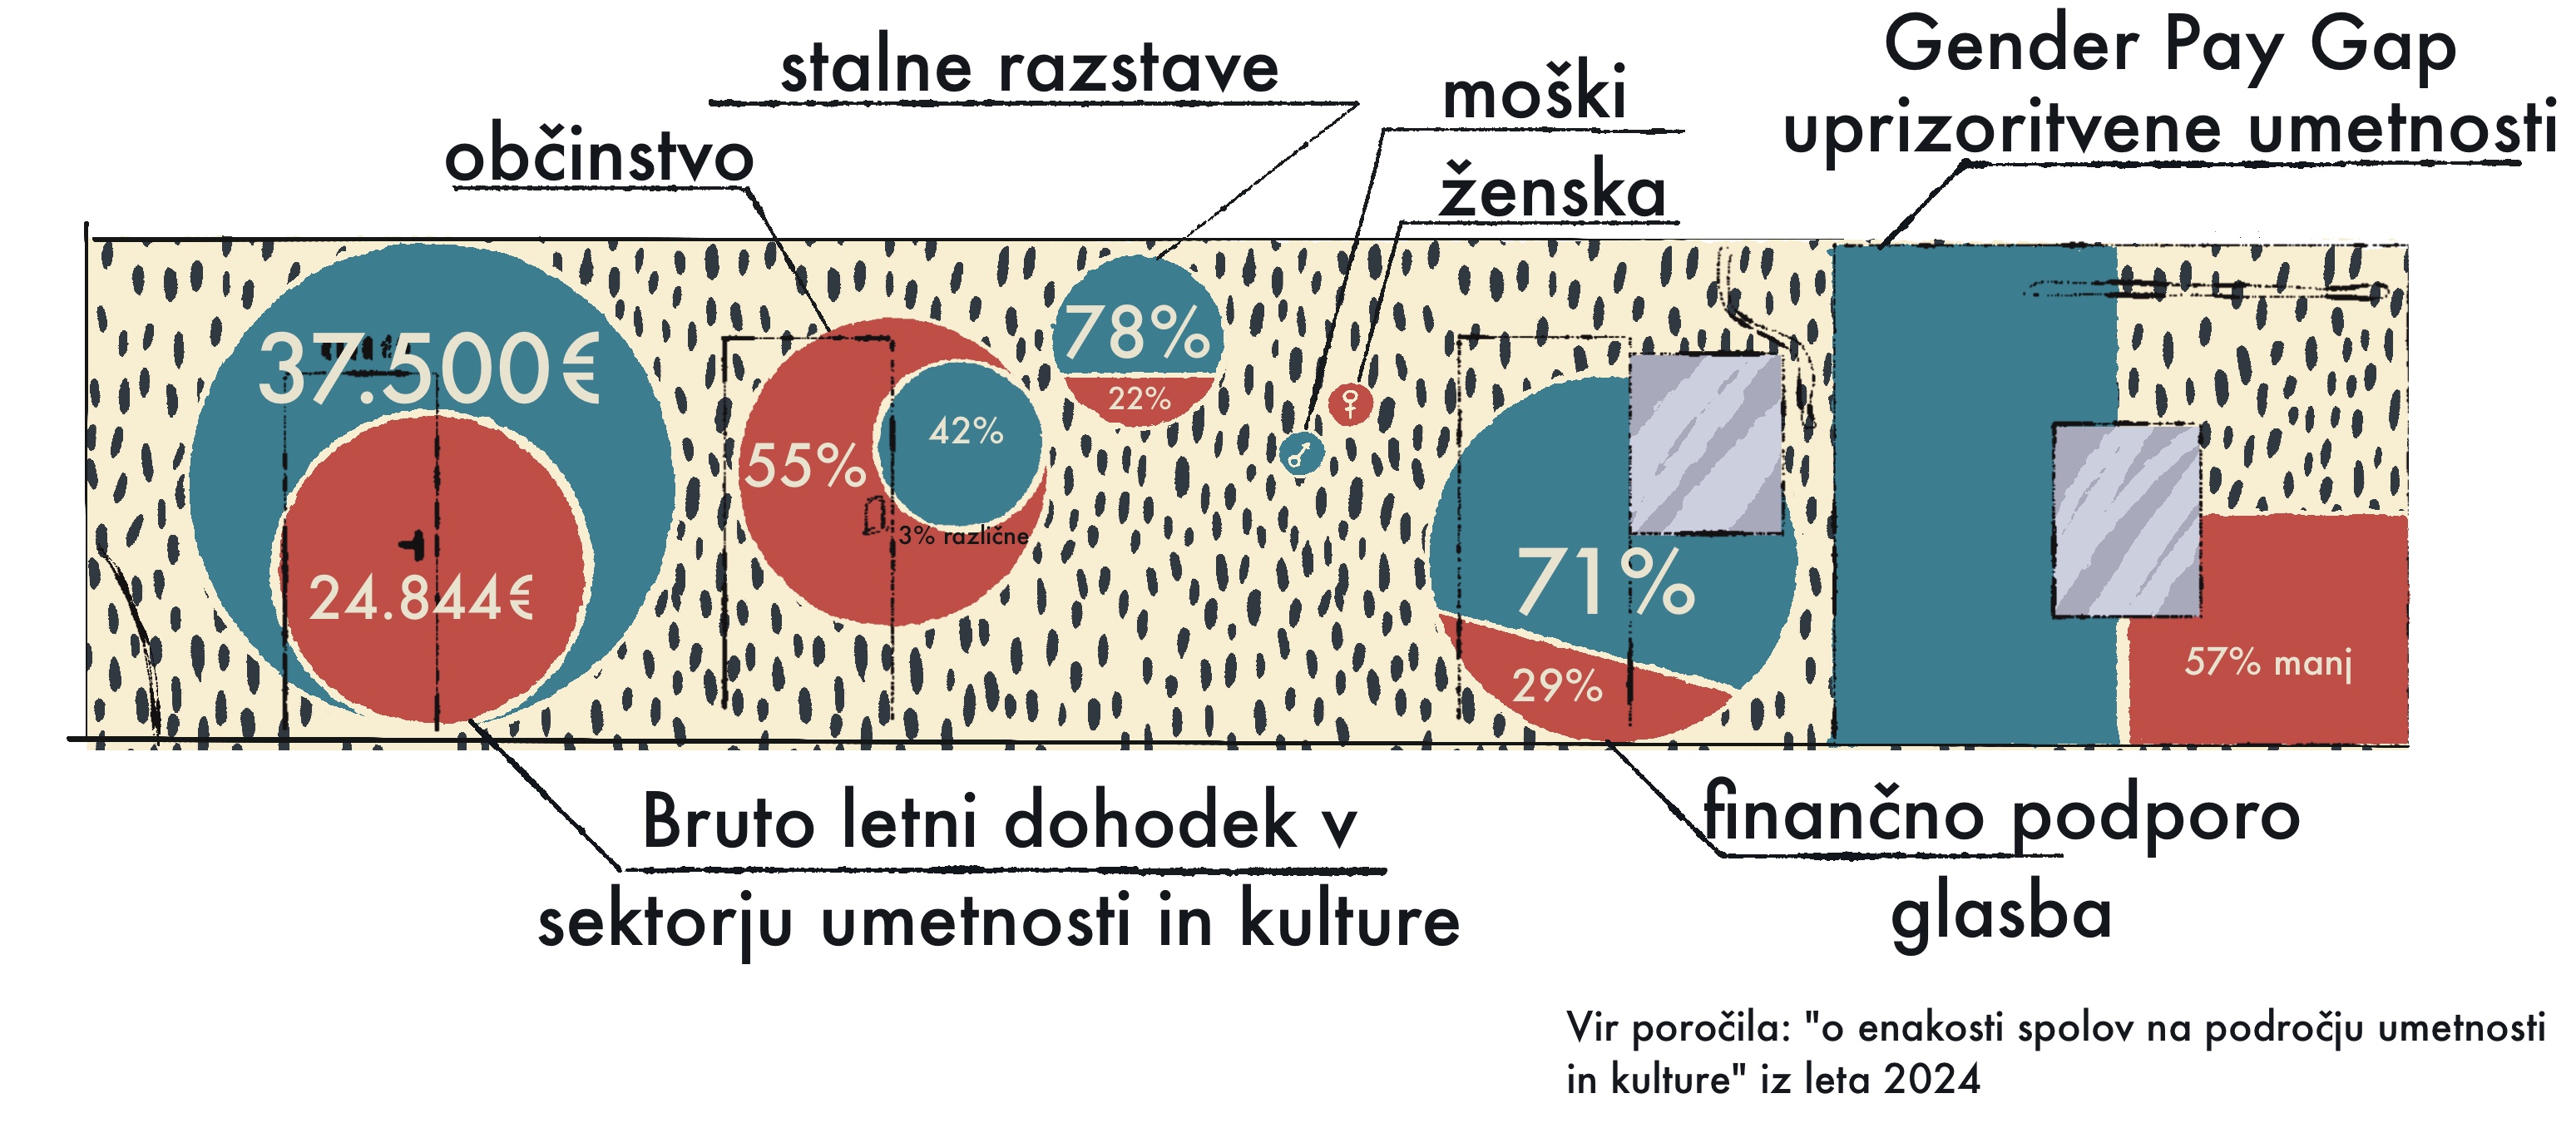 stalne razstave
občinstvo
moški
ženska
Gender Pay Gap
uprizoritvene umetnosti
37.500€
24.844€
55%
42%
3% različne
78%
22%
71%
29%
57% manj
Bruto letni dohodek v
sektorju umetnosti in kulture
finančno podporo
glasba
Vir poročila: "o enakosti spolov na področju umetnosti
in kulture" iz leta 2024